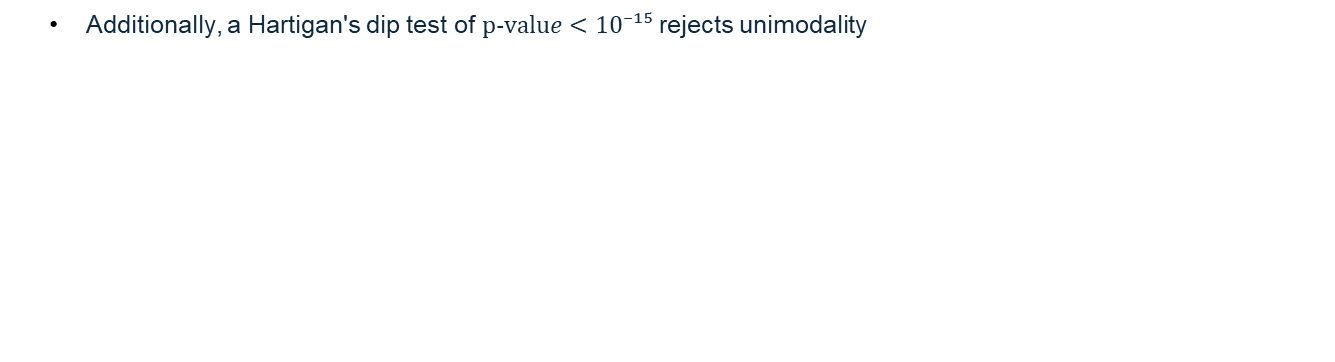 • Additionally, a Hartigan's dip test of p-value < 10⁻¹⁵ rejects unimodality